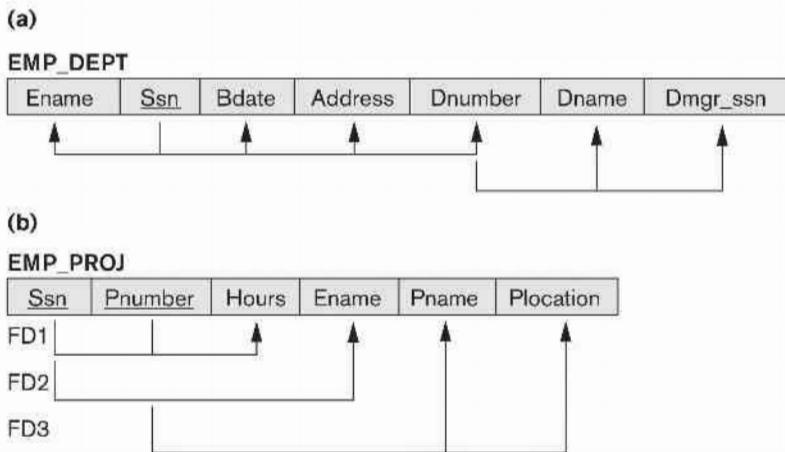 (a)
EMP_DEPT
Ename Ssn Bdate Address Dnumber Dname Dmgr_ssn
(b)
EMP_PROJ
Ssn Pnumber Hours Ename Pname Plocation
FD1
FD2
FD3